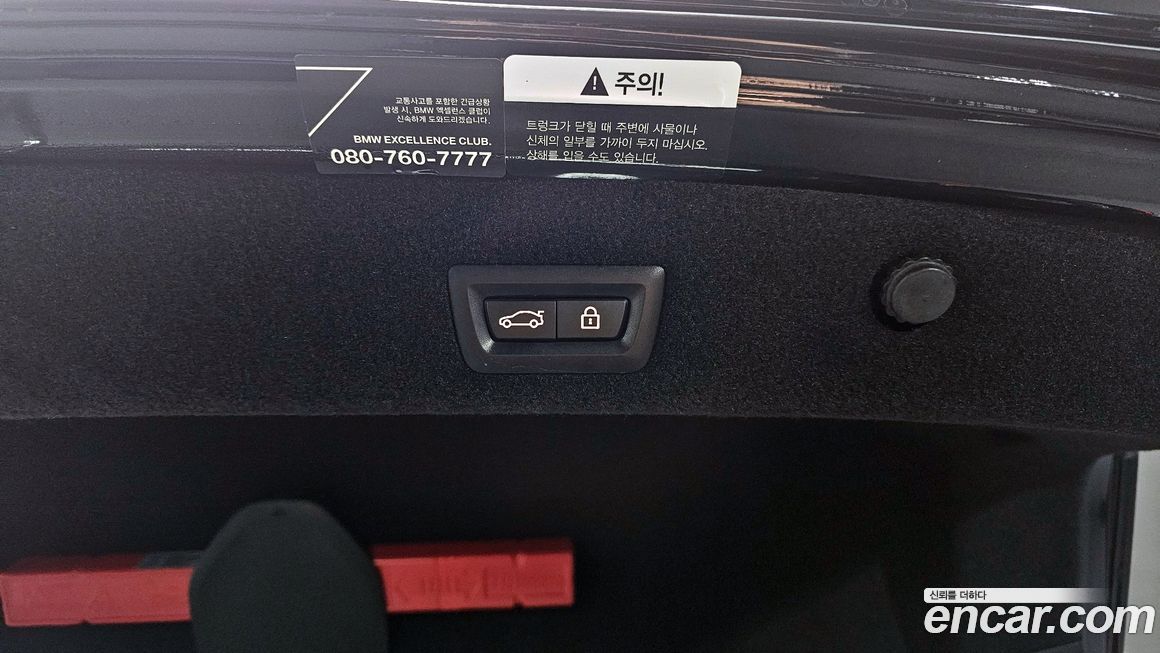 교통사고를 포함한 긴급상황
발생 시, BMW 엑셀런스 클럽이
신속하게 도와드리겠습니다.
BMW EXCELLENCE CLUB.
080-760-7777
주의!
트렁크가 닫힐 때 주변에 사물이나
신체의 일부를 가까이 두지 마십시오.
상해를 입을 수도 있습니다.
신뢰를 더하다
encar.com